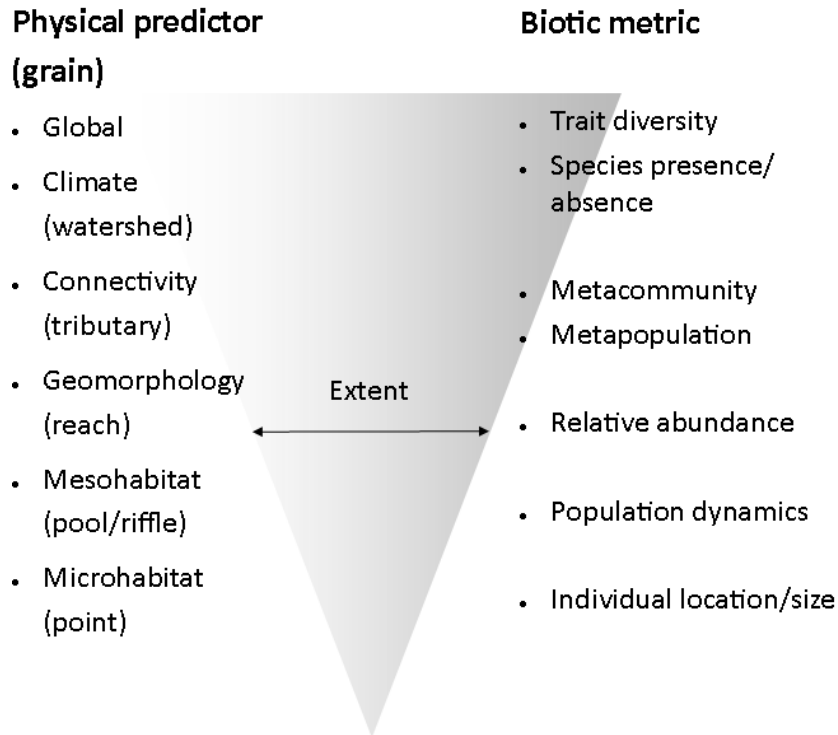 Physical predictor
(grain)
• Global
• Climate
(watershed)
• Connectivity
(tributary)
• Geomorphology
(reach)
• Mesohabitat
(pool/riffle)
• Microhabitat
(point)
Extent
Biotic metric
• Trait diversity
• Species presence/
absence
• Metacommunity
• Metapopulation
• Relative abundance
• Population dynamics
• Individual location/size